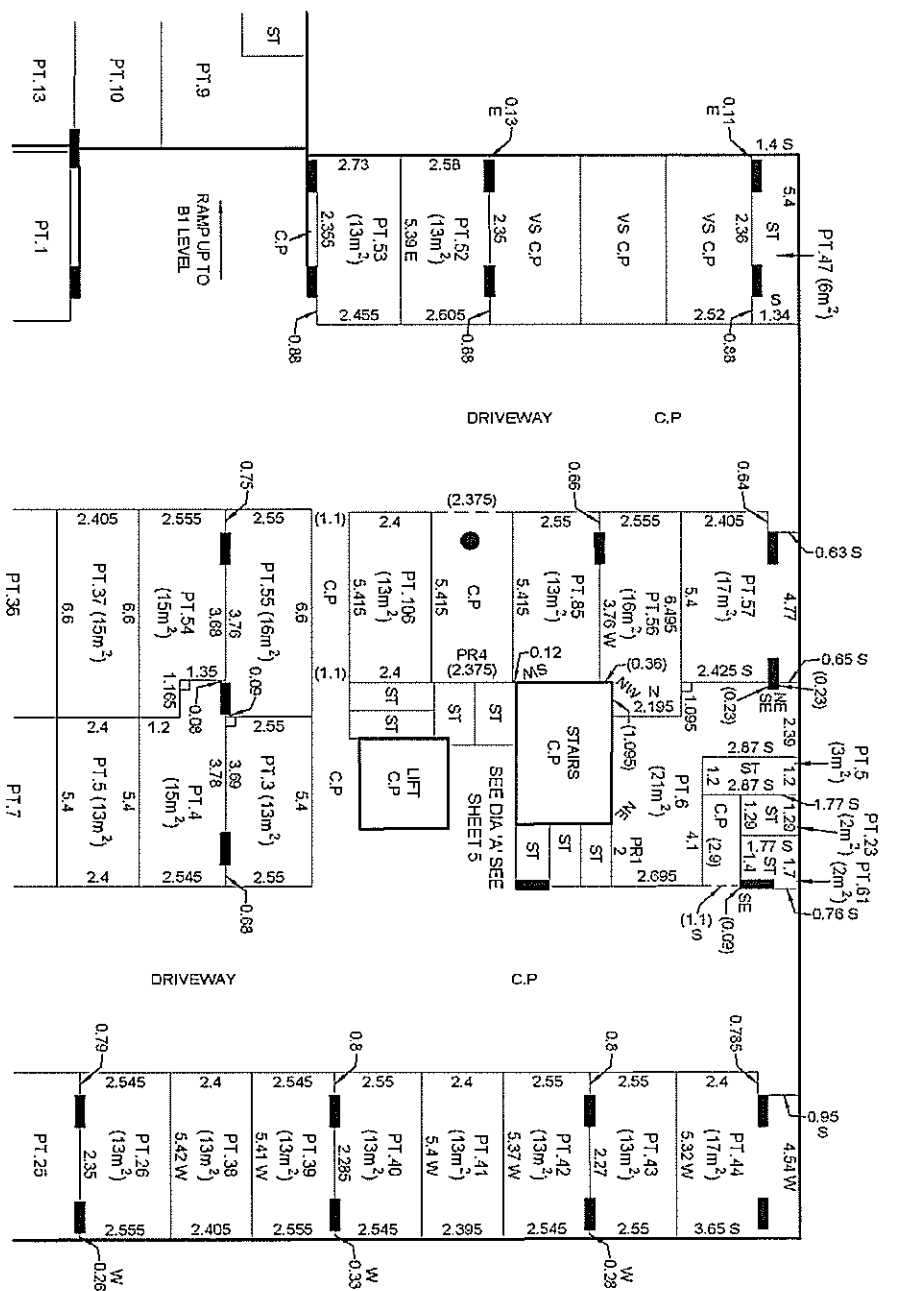 ST
PT.13
PT.10
PT.9
PT.1
RAMP UP TO
B1 LEVEL
0.13
E
0.11
E
1.4 S
5.4
ST
PT.47 (6m²)
S
1.34
2.73
2.58
2.35
2.36
VS C.P
VS C.P
VS C.P
C.P
2.355
PT.53
(13m²)
5.39 E
PT.52
(13m²)
2.455
2.605
2.52
0.88
0.68
0.88
DRIVEWAY
C.P
0.75
0.66
0.64
0.63 S
2.405
2.555
2.55
(1.1)
2.4
(2.375)
2.55
2.555
2.405
4.77
PT.36
6.6
PT.37 (15m²)
6.6
PT.54
(15m²)
3.68
3.76
PT.55 (16m²)
6.6
C.P
(1.1)
5.415
PT.106
(13m²)
2.4
5.415
C.P
PR4
(2.375)
5.415
PT.85
(13m²)
0.12
SW
3.76 W
PT.56
(16m²)
6.495
5.4
PT.57
(17m²)
(0.36)
NW
N
2.195
2.425 S
0.65 S
(0.23)
NE
SE
(0.23)
1.095
(1.095)
2.39
1.35
1.165
0.08
0.09
2.4
1.2
2.55
PT.7
5.4
PT.5 (13m²)
5.4
PT.4
(15m²)
3.78
3.69
PT.3 (13m²)
5.4
C.P
2.4
2.545
2.55
0.68
ST
ST
ST
ST
LIFT
C.P
STAIRS
C.P
SEE DIA 'A' SEE
SHEET 5
ST
ST
ST
NE
PT.6
(21m²)
PR1
2
4.1
2.695
2.87 S
1.2
ST
1.2
2.87 S
PT.5
(3m²)
C.P
(2.9)
1.77 S
1.29
ST
1.29
PT.23
(2m²)
1.77 S
1.4
ST
1.7
PT.61
(2m²)
0.76 S
SE
(0.09)
(1.1)
S
DRIVEWAY
C.P
0.79
0.8
0.8
0.785
0.95
S
2.545
2.4
2.545
2.55
2.4
2.55
2.55
2.4
4.54 W
PT.25
2.35
PT.26
(13m²)
5.42 W
PT.38
(13m²)
5.41 W
PT.39
(13m²)
2.285
PT.40
(13m²)
5.4 W
PT.41
(13m²)
5.37 W
PT.42
(13m²)
2.27
PT.43
(13m²)
5.32 W
PT.44
(17m²)
2.555
2.405
2.555
2.545
2.395
2.545
2.55
3.65 S
0.26
W
0.33
W
0.28
W